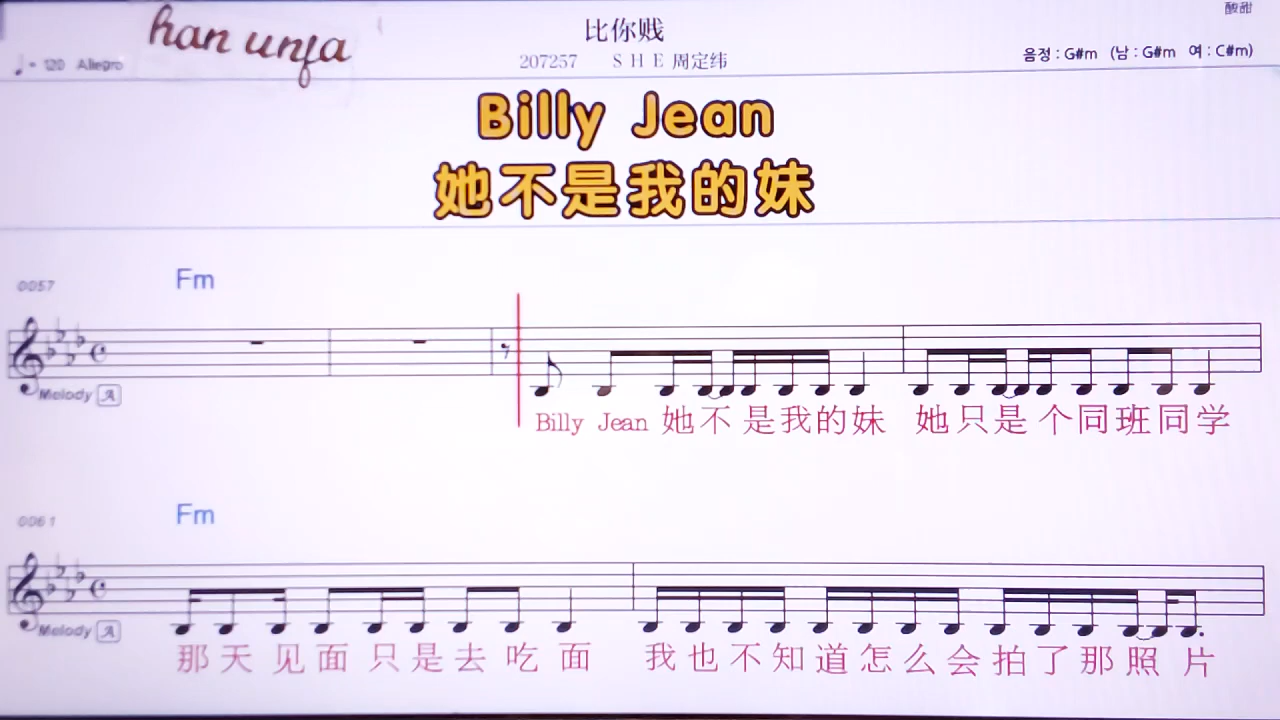 酸甜
han unfa
比你贱
♩= 120 Allegro
207257 S H E 周定纬
음정 : G#m (남 : G#m 여 : C#m)
Billy Jean
她不是我的妹
0057
Fm
Melody A
Billy Jean 她不 是我的妹 她只是 个同班同学
0061
Fm
Melody A
那天见面只是去吃面 我也不知道怎么会拍了那照片